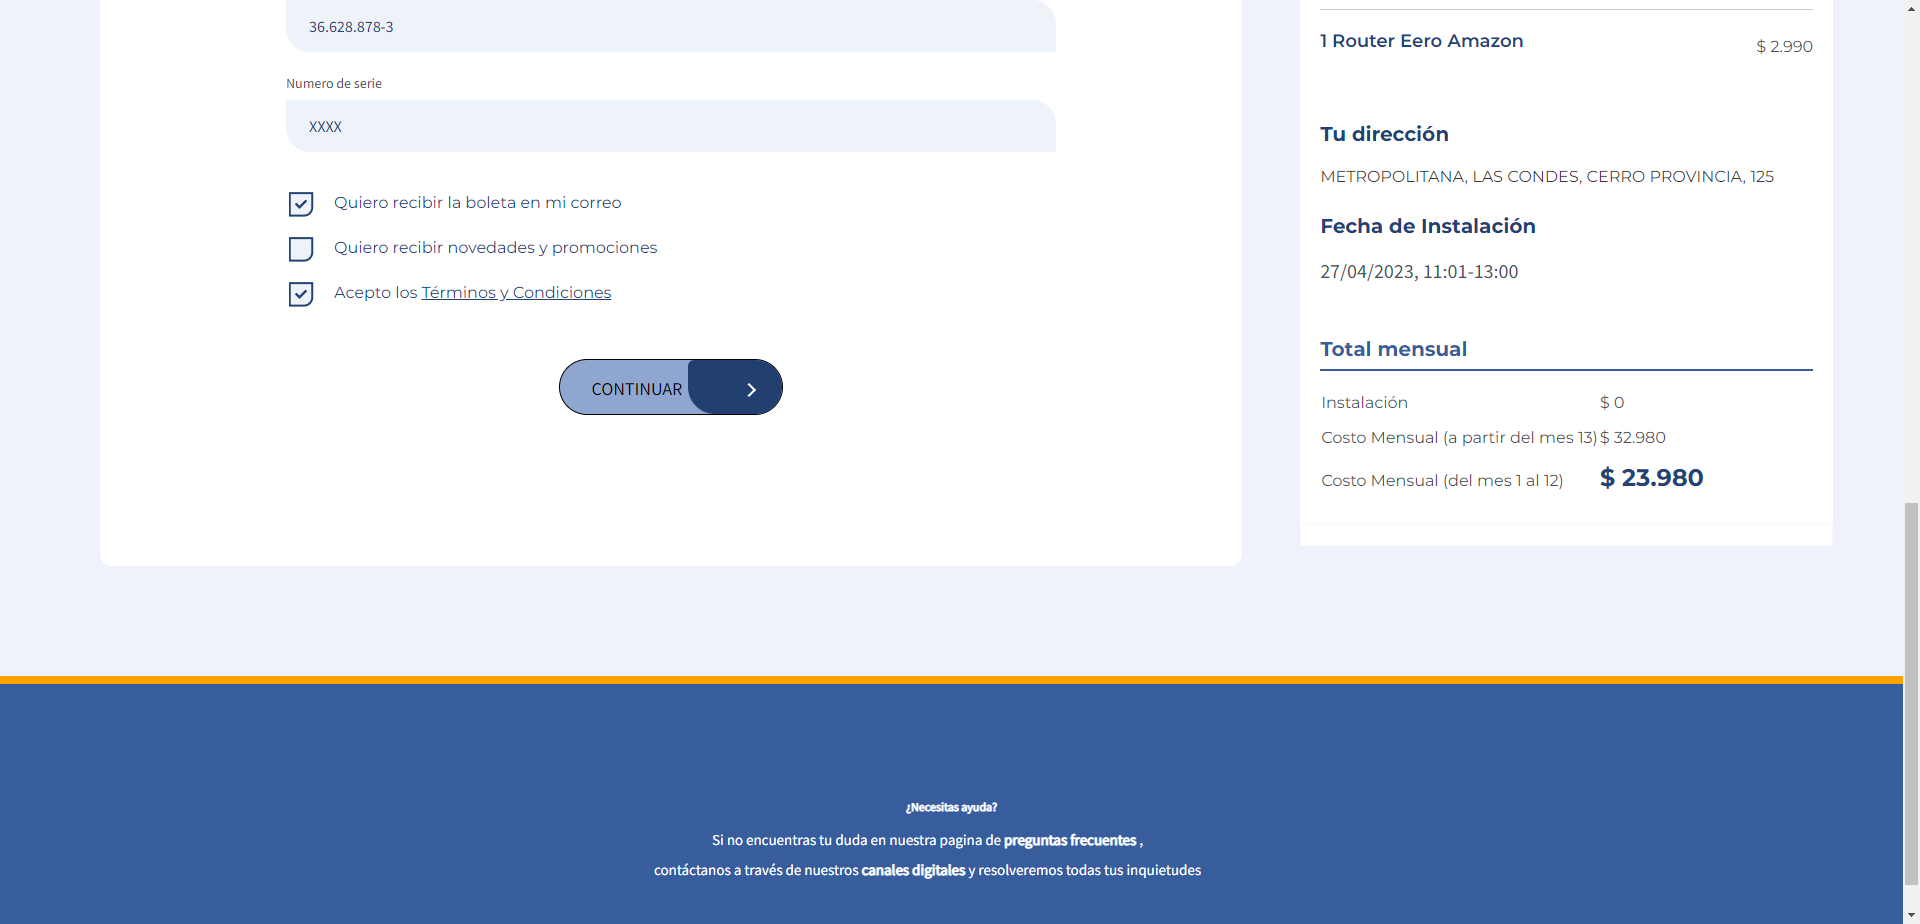 36.628.878-3
Numero de serie
XXXX
Quiero recibir la boleta en mi correo
Quiero recibir novedades y promociones
Acepto los Términos y Condiciones
CONTINUAR
1 Router Eero Amazon
$ 2.990
Tu dirección
METROPOLITANA, LAS CONDES, CERRO PROVINCIA, 125
Fecha de Instalación
27/04/2023, 11:01-13:00
Total mensual
Instalación $ 0
Costo Mensual (a partir del mes 13) $ 32.980
Costo Mensual (del mes 1 al 12) $ 23.980
¿Necesitas ayuda?
Si no encuentras tu duda en nuestra pagina de preguntas frecuentes ,
contáctanos a través de nuestros canales digitales y resolveremos todas tus inquietudes